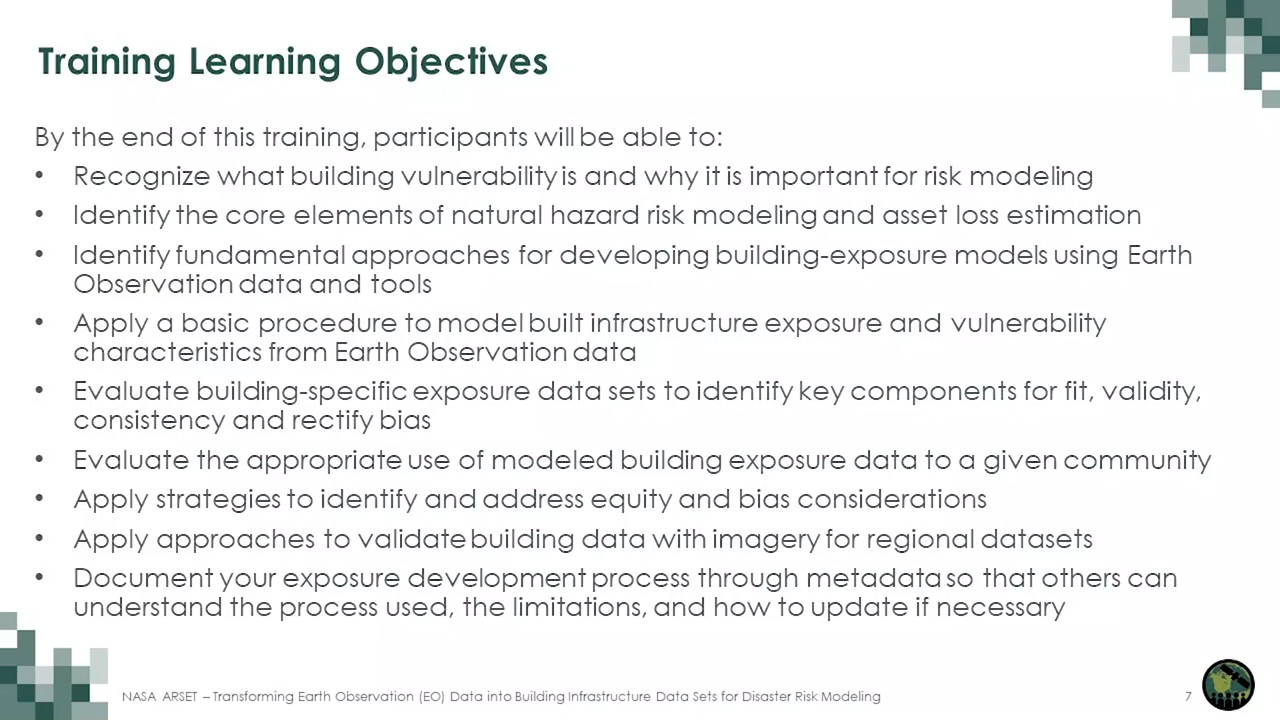 Training Learning Objectives
By the end of this training, participants will be able to:
• Recognize what building vulnerability is and why it is important for risk modeling
• Identify the core elements of natural hazard risk modeling and asset loss estimation
• Identify fundamental approaches for developing building-exposure models using Earth
Observation data and tools
• Apply a basic procedure to model built infrastructure exposure and vulnerability
characteristics from Earth Observation data
• Evaluate building-specific exposure data sets to identify key components for fit, validity,
consistency and rectify bias
• Evaluate the appropriate use of modeled building exposure data to a given community
• Apply strategies to identify and address equity and bias considerations
• Apply approaches to validate building data with imagery for regional datasets
• Document your exposure development process through metadata so that others can
understand the process used, the limitations, and how to update if necessary
NASA ARSET – Transforming Earth Observation (EO) Data into Building Infrastructure Data Sets for Disaster Risk Modeling
7